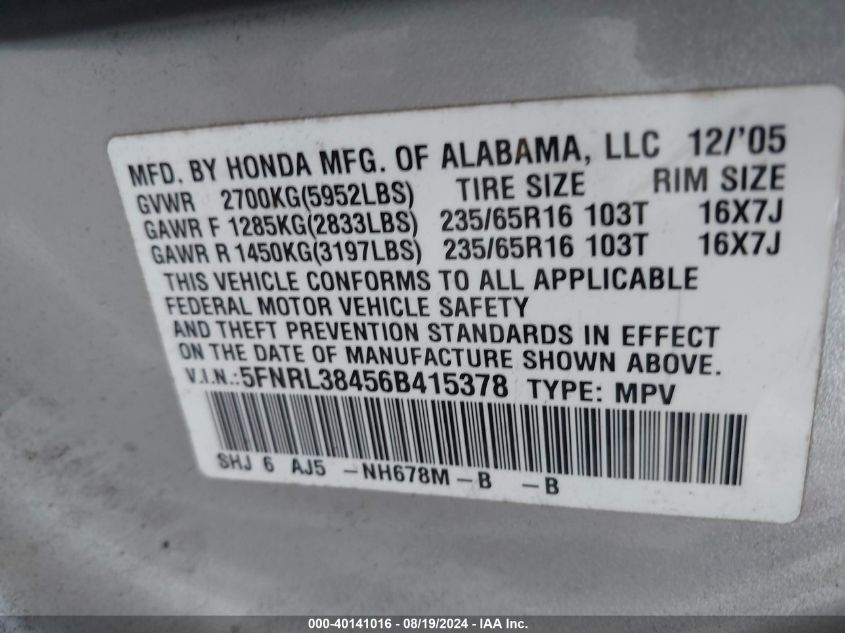 MFD. BY HONDA MFG. OF ALABAMA, LLC 12/'05
GVWR 2700KG(5952LBS) TIRE SIZE RIM SIZE
GAWR F 1285KG(2833LBS) 235/65R16 103T 16X7J
GAWR R 1450KG(3197LBS) 235/65R16 103T 16X7J
THIS VEHICLE CONFORMS TO ALL APPLICABLE
FEDERAL MOTOR VEHICLE SAFETY
AND THEFT PREVENTION STANDARDS IN EFFECT
ON THE DATE OF MANUFACTURE SHOWN ABOVE.
V.I.N.:5FNRL38456B415378 TYPE: MPV
SHJ 6 AJ5 -NH678M -B -B
000-40141016 - 08/19/2024 - IAA Inc.